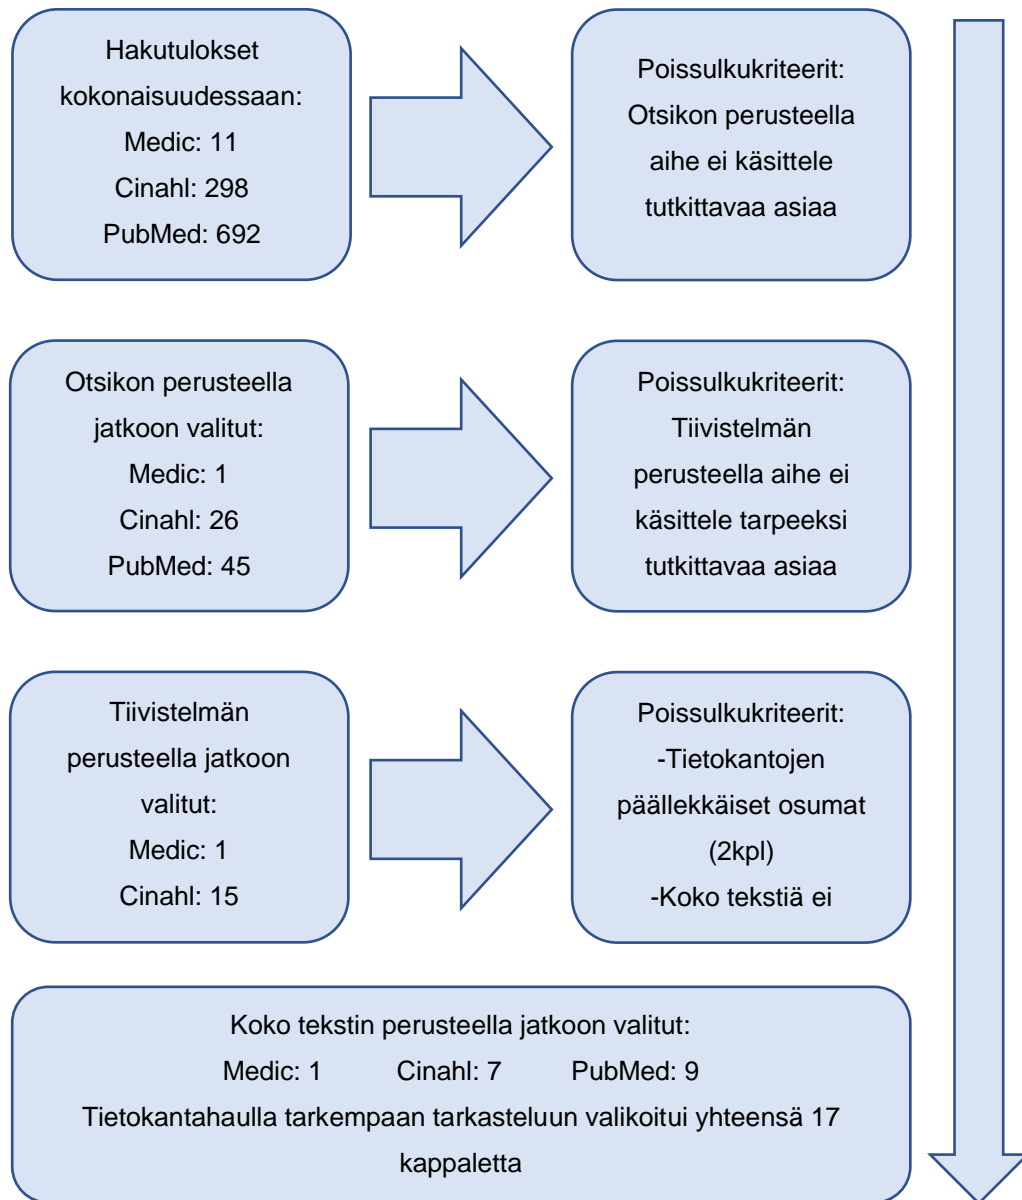 Hakutulokset
kokonaisuudessaan:
Medic: 11
Cinahl: 298
PubMed: 692
Poissulkukriteerit:
Otsikon perusteella
aihe ei käsittele
tutkittavaa asiaa
Otsikon perusteella
jatkoon valitut:
Medic: 1
Cinahl: 26
PubMed: 45
Poissulkukriteerit:
Tiivistelmän
perusteella aihe ei
käsittele tarpeeksi
tutkittavaa asiaa
Tiivistelmän
perusteella jatkoon
valitut:
Medic: 1
Cinahl: 15
Poissulkukriteerit:
-Tietokantojen
päällekkäiset osumat
(2kpl)
-Koko tekstiä ei
Koko tekstin perusteella jatkoon valitut:
Medic: 1 Cinahl: 7 PubMed: 9
Tietokantahaulla tarkempaan tarkasteluun valikoitui yhteensä 17
kappaletta